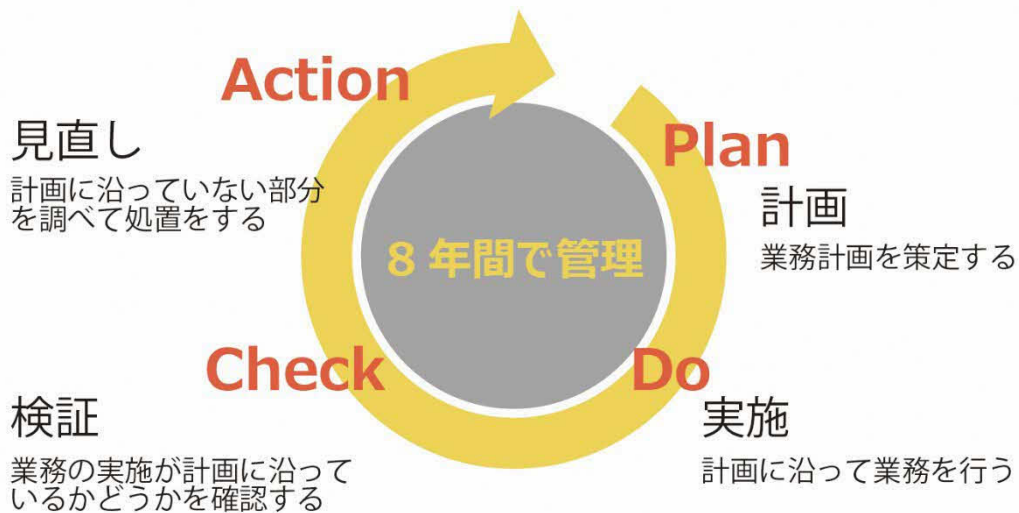 Action
見直し
計画に沿っていない部分
を調べて処置をする
Plan
計画
業務計画を策定する
8 年間で管理
Check
検証
業務の実施が計画に沿って
いるかどうかを確認する
Do
実施
計画に沿って業務を行う